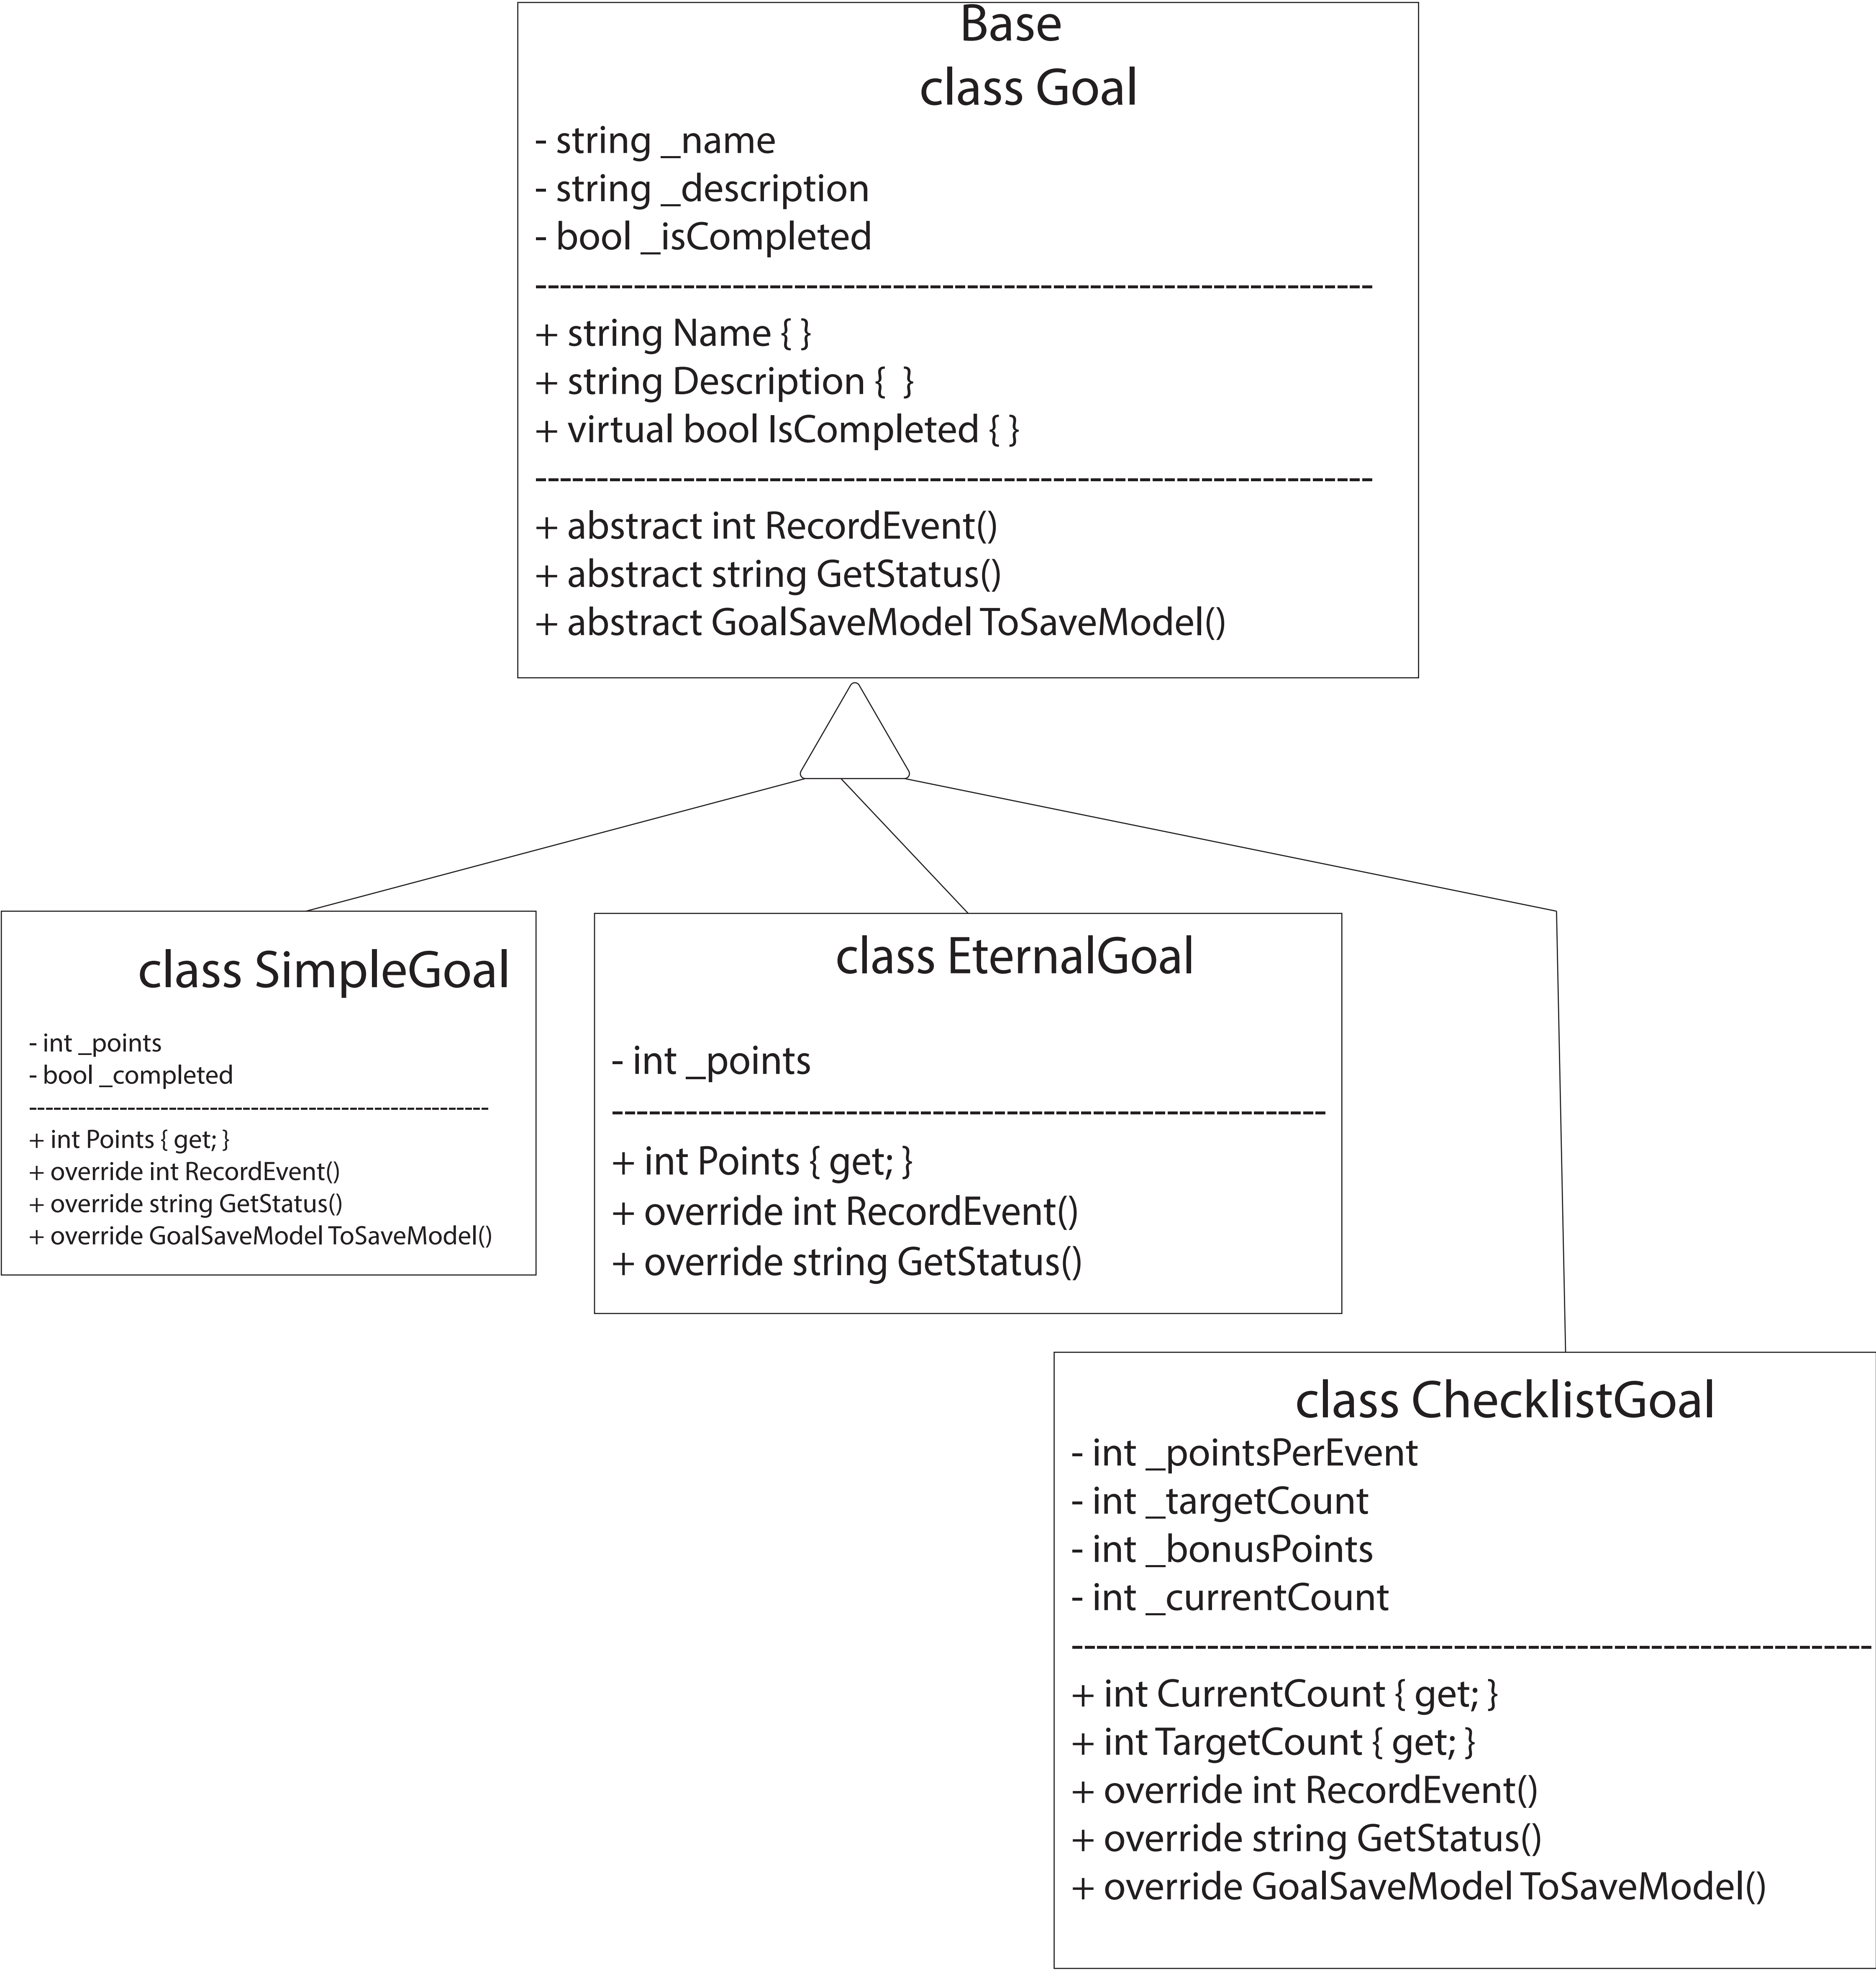 Base
class Goal
- string _name
- string _description
- bool _isCompleted
--------------------------------------------------------------------
+ string Name { }
+ string Description {  }
+ virtual bool IsCompleted { }
--------------------------------------------------------------------
+ abstract int RecordEvent()
+ abstract string GetStatus()
+ abstract GoalSaveModel ToSaveModel()
class SimpleGoal
- int _points
- bool _completed
--------------------------------------------------------
+ int Points { get; }
+ override int RecordEvent()
+ override string GetStatus()
+ override GoalSaveModel ToSaveModel()
class EternalGoal
- int _points
----------------------------------------------------------
+ int Points { get; }
+ override int RecordEvent()
+ override string GetStatus()
class ChecklistGoal
- int _pointsPerEvent
- int _targetCount
- int _bonusPoints
- int _currentCount
-----------------------------------------------------------------
+ int CurrentCount { get; }
+ int TargetCount { get; }
+ override int RecordEvent()
+ override string GetStatus()
+ override GoalSaveModel ToSaveModel()